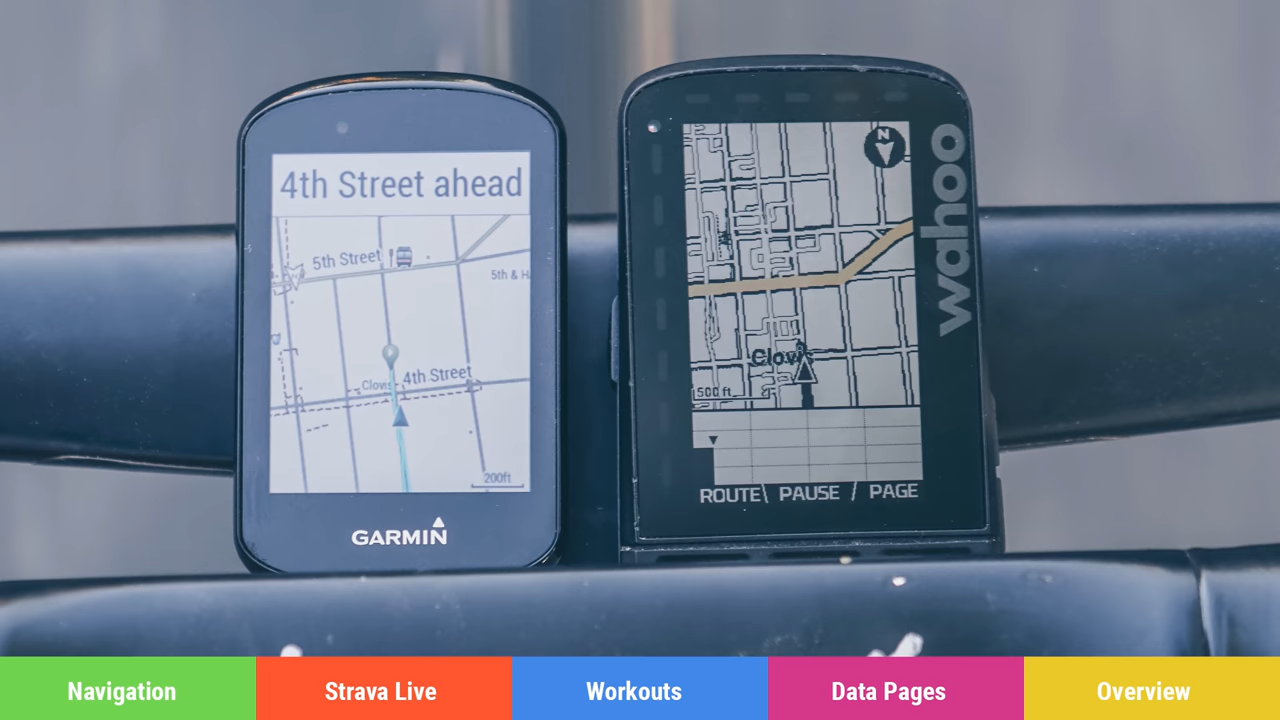 4th Street ahead
5th Street
5th & H
4th Street
Clovis
200ft
GARMIN
N
wahoo
Clovis
500 ft
ROUTE\ PAUSE / PAGE
Navigation
Strava Live
Workouts
Data Pages
Overview